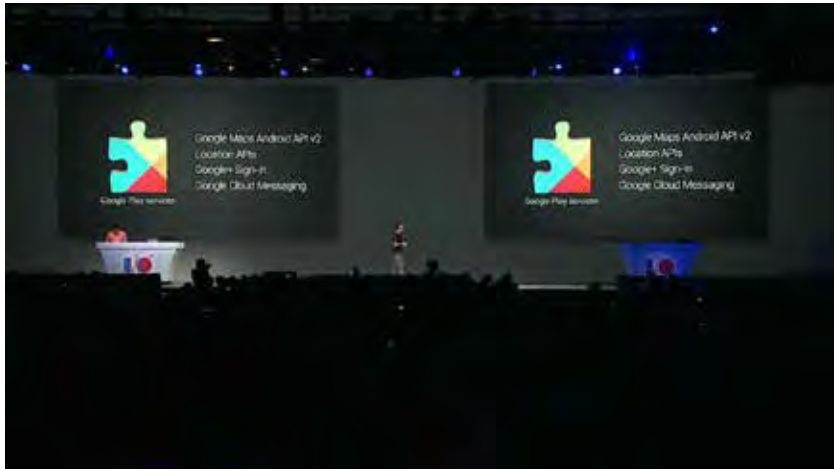 Google Maps Android API v2
Location APIs
Google+ Sign-In
Google Cloud Messaging
Google Play services
Google Maps Android API v2
Location APIs
Google+ Sign-In
Google Cloud Messaging
Google Play services
I/O
I/O